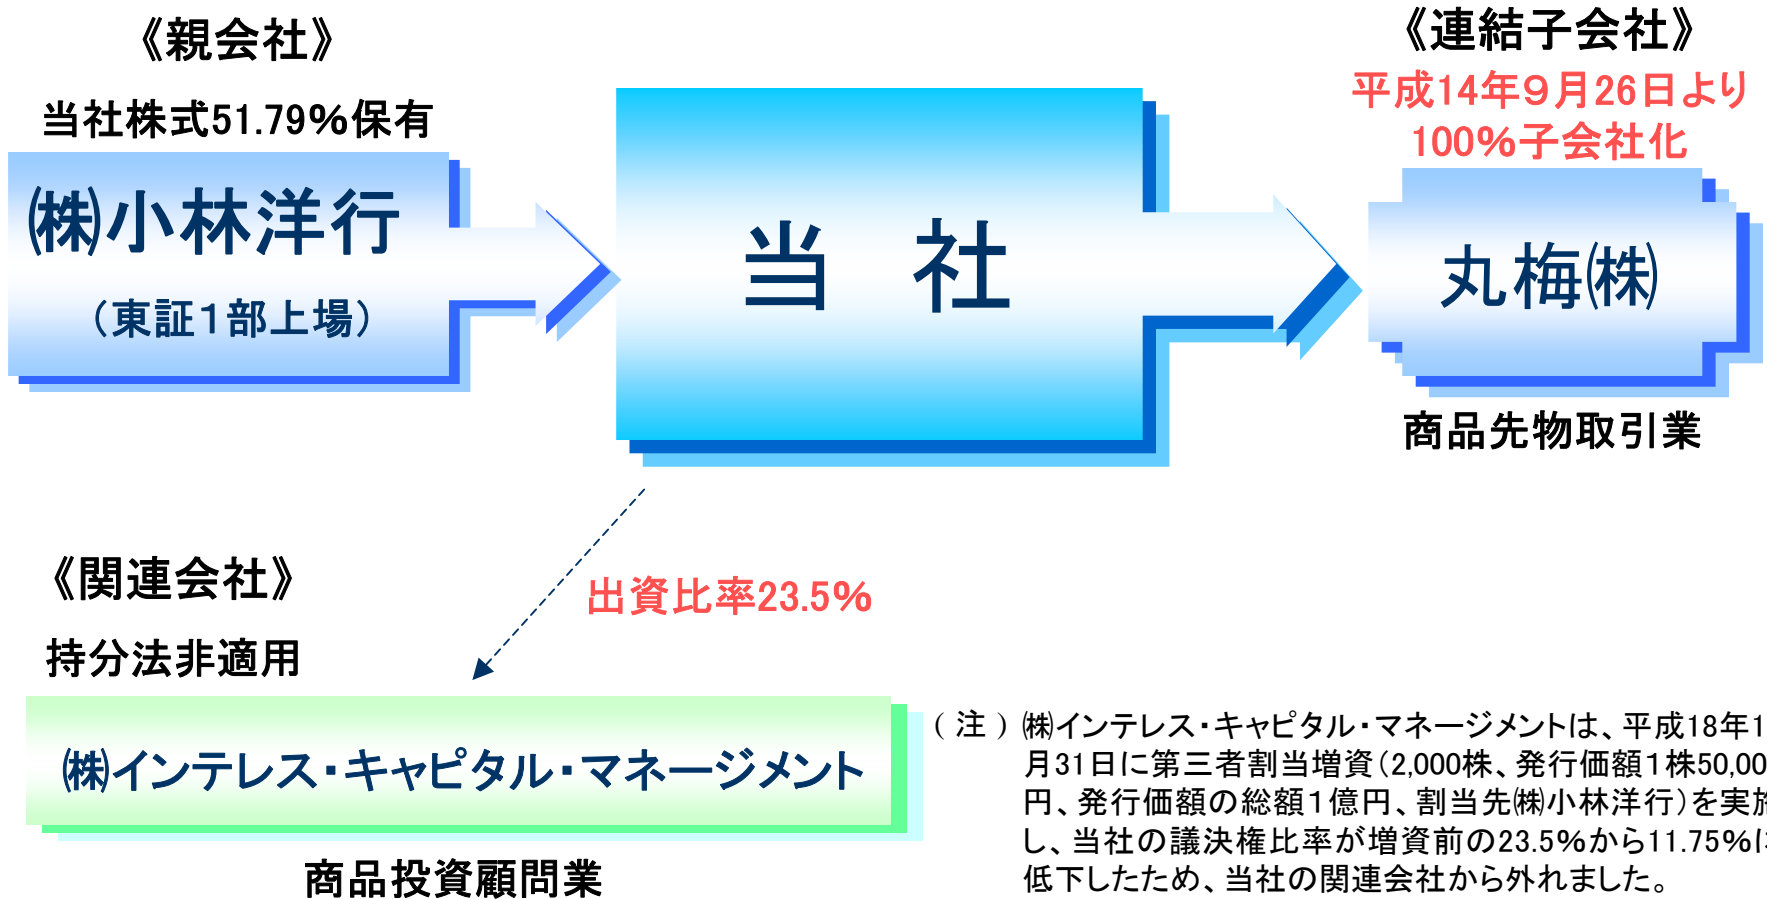 《親会社》
当社株式51.79%保有
㈱小林洋行
（東証１部上場）
当 社
《連結子会社》
平成14年９月26日より
100%子会社化
丸梅㈱
商品先物取引業
出資比率23.5%
《関連会社》
持分法非適用
㈱インテレス・キャピタル・マネージメント
商品投資顧問業
（注）㈱インテレス・キャピタル・マネージメントは、平成18年1
月31日に第三者割当増資（2,000株、発行価額１株50,00
円、発行価額の総額１億円、割当先㈱小林洋行）を実施
し、当社の議決権比率が増資前の23.5%から11.75%に
低下したため、当社の関連会社から外れました。